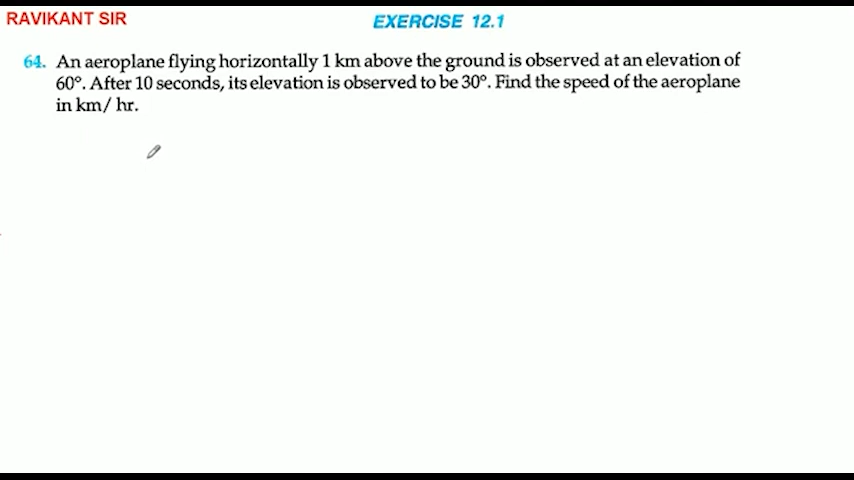 RAVIKANT SIR
EXERCISE 12.1
64. An aeroplane flying horizontally 1 km above the ground is observed at an elevation of
60°. After 10 seconds, its elevation is observed to be 30°. Find the speed of the aeroplane
in km/ hr.